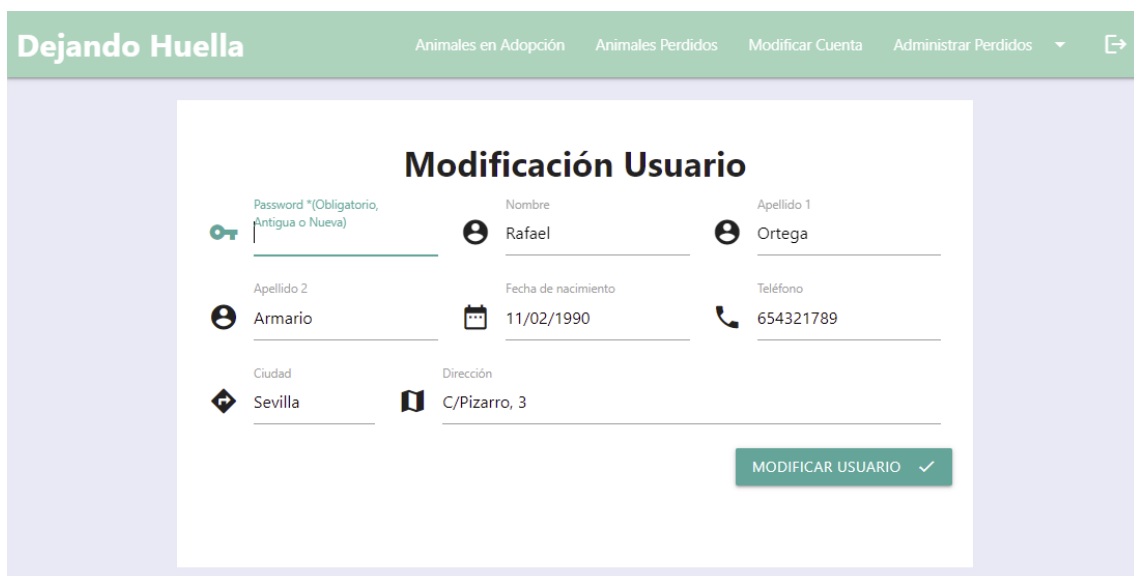 Dejando Huella
Animales en Adopción
Animales Perdidos
Modificar Cuenta
Administrar Perdidos
Modificación Usuario
Password *(Obligatorio,
Antigua o Nueva)
Nombre
Rafael
Apellido 1
Ortega
Apellido 2
Armario
Fecha de nacimiento
11/02/1990
Teléfono
654321789
Ciudad
Sevilla
Dirección
C/Pizarro, 3
MODIFICAR USUARIO